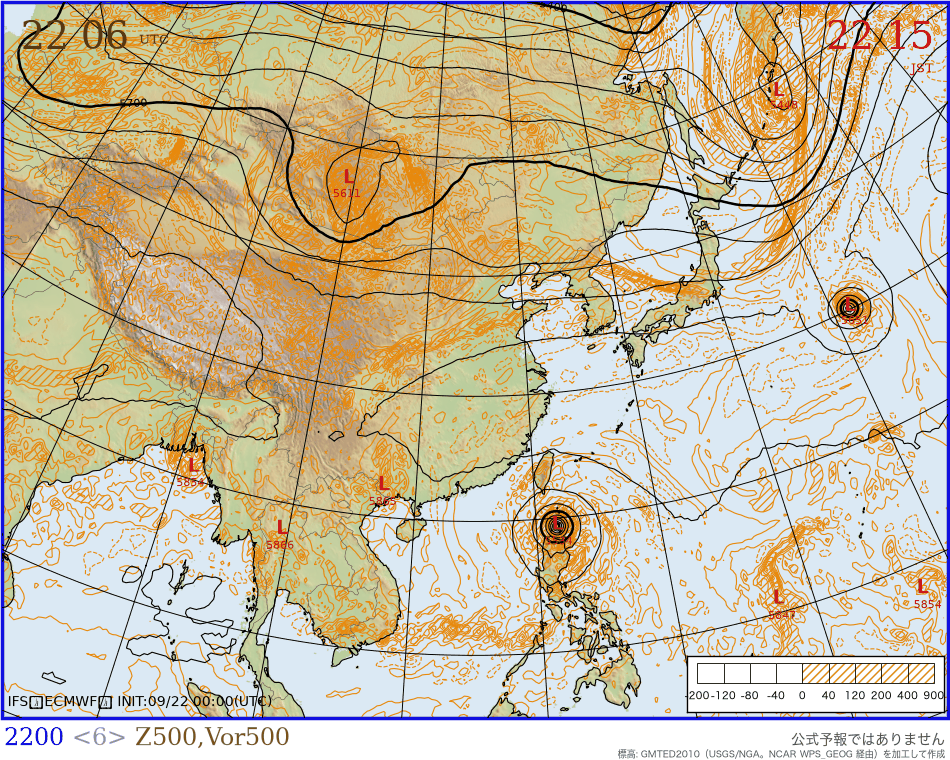 22 06 UTC
22 15
JST
5700
L
5448
L
5611
L
L
5854
L
5865
L
5866
L
L
5847
L
5854
-200 -120 -80 -40 0 40 120 200 400 900
IFS ECMWF INIT:09/22 00:00(UTC)
2200 <6> Z500,Vor500
公式予報ではありません
標高: GMTED2010（USGS/NGA。NCAR WPS_GEOG 経由）を加工して作成